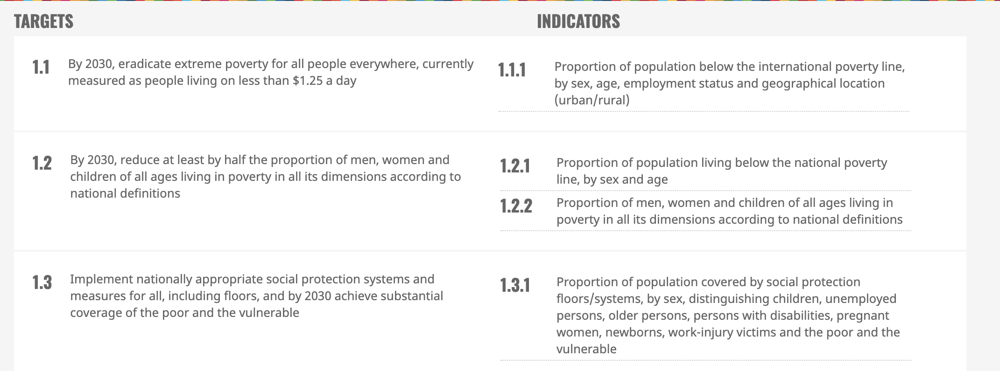 TARGETS
INDICATORS
1.1
By 2030, eradicate extreme poverty for all people everywhere, currently
measured as people living on less than $1.25 a day
1.1.1
Proportion of population below the international poverty line,
by sex, age, employment status and geographical location
(urban/rural)
1.2
By 2030, reduce at least by half the proportion of men, women and
children of all ages living in poverty in all its dimensions according to
national definitions
1.2.1
Proportion of population living below the national poverty
line, by sex and age
1.2.2
Proportion of men, women and children of all ages living in
poverty in all its dimensions according to national definitions
1.3
Implement nationally appropriate social protection systems and
measures for all, including floors, and by 2030 achieve substantial
coverage of the poor and the vulnerable
1.3.1
Proportion of population covered by social protection
floors/systems, by sex, distinguishing children, unemployed
persons, older persons, persons with disabilities, pregnant
women, newborns, work-injury victims and the poor and the
vulnerable